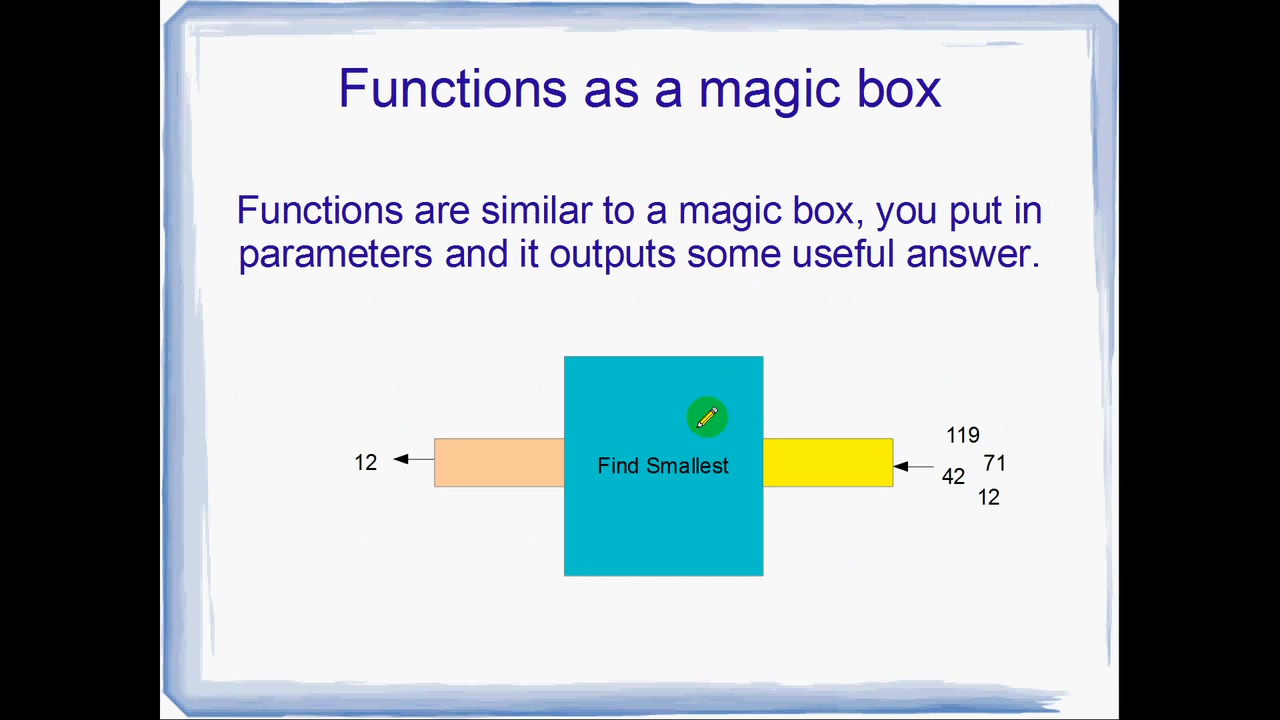 Functions as a magic box
Functions are similar to a magic box, you put in
parameters and it outputs some useful answer.
12
Find Smallest
119
71
42
12